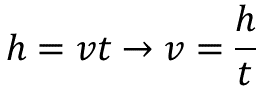 h = vt → v = h/t